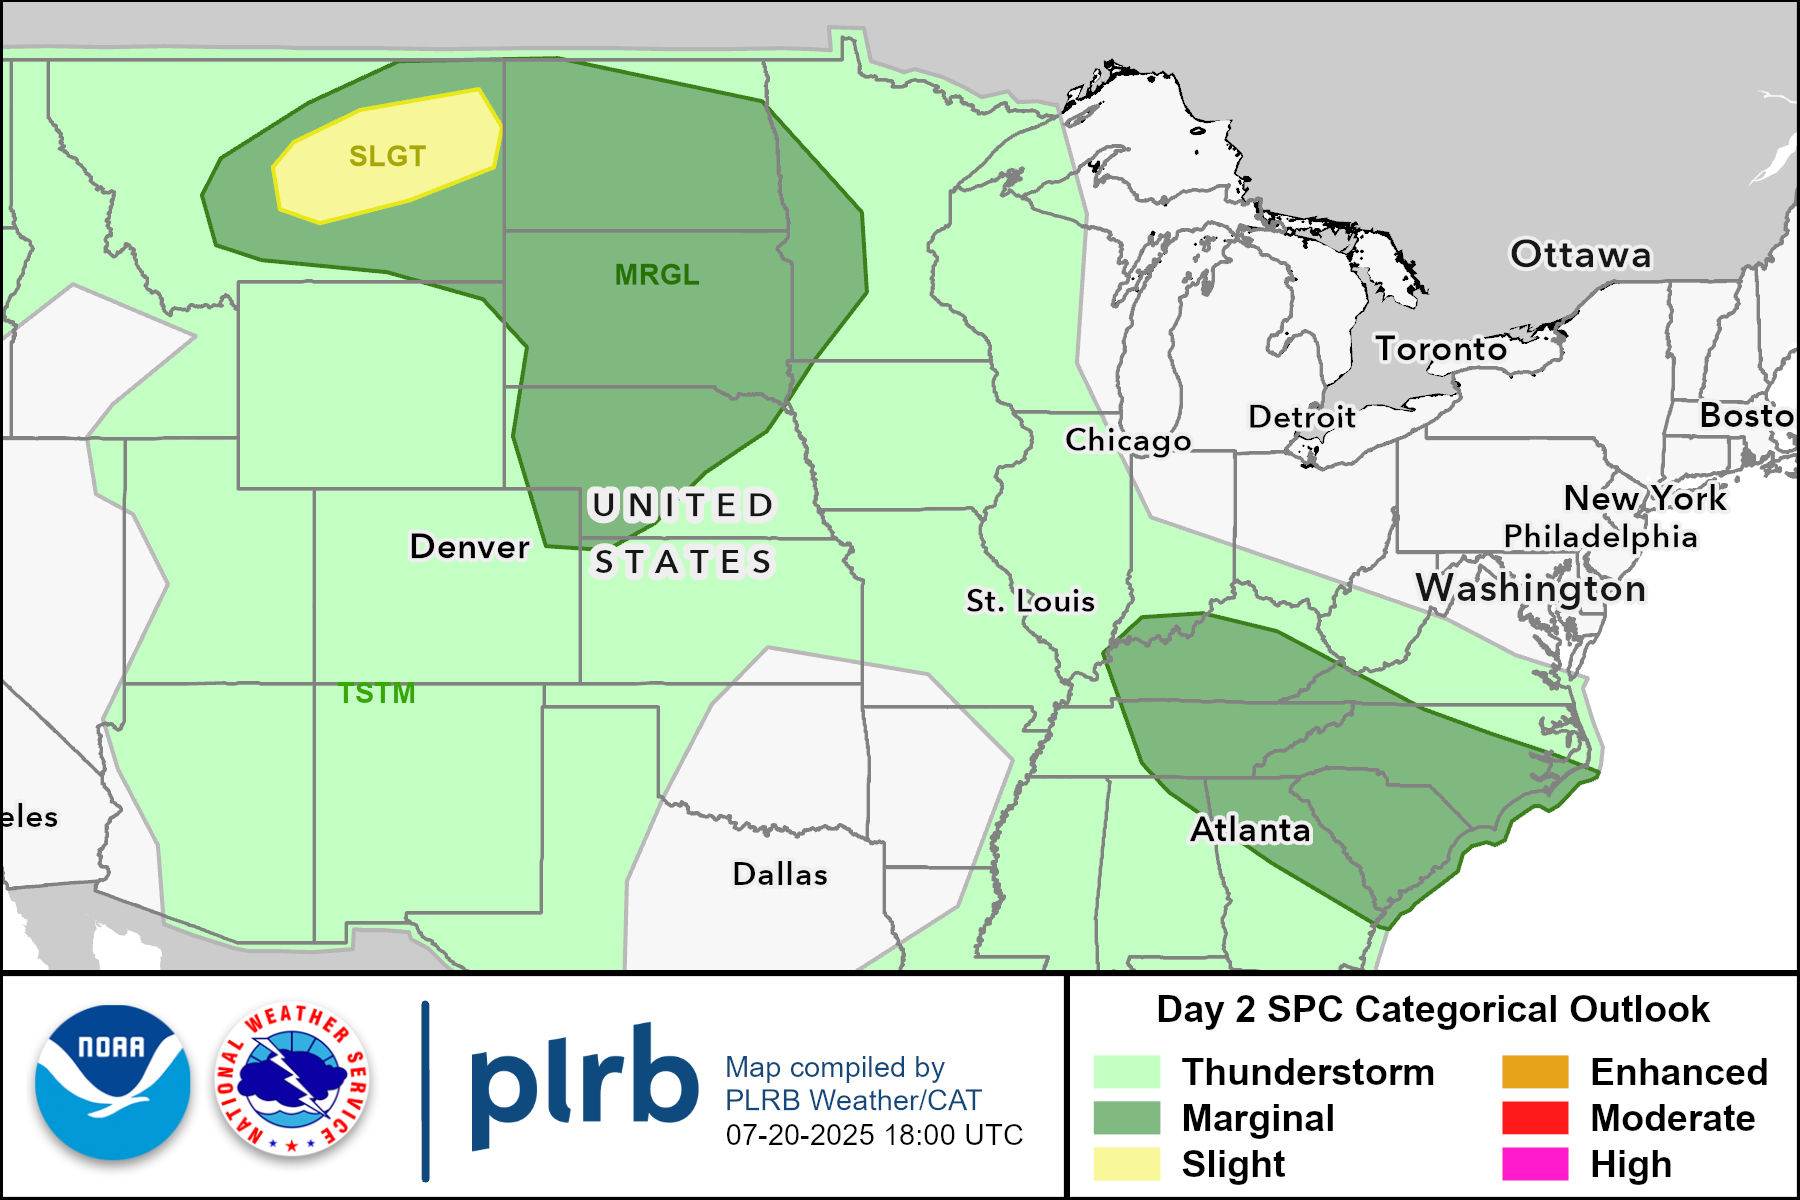 SLGT
MRGL
TSTM
Ottawa
Toronto
Detroit
Chicago
Bosto
New York
Philadelphia
Washington
UNITED
STATES
Denver
St. Louis
eles
Atlanta
Dallas
NOAA
NATIONAL WEATHER SERVICE
plrb
Map compiled by
PLRB Weather/CAT
07-20-2025 18:00 UTC
Day 2 SPC Categorical Outlook
Thunderstorm
Marginal
Slight
Enhanced
Moderate
High